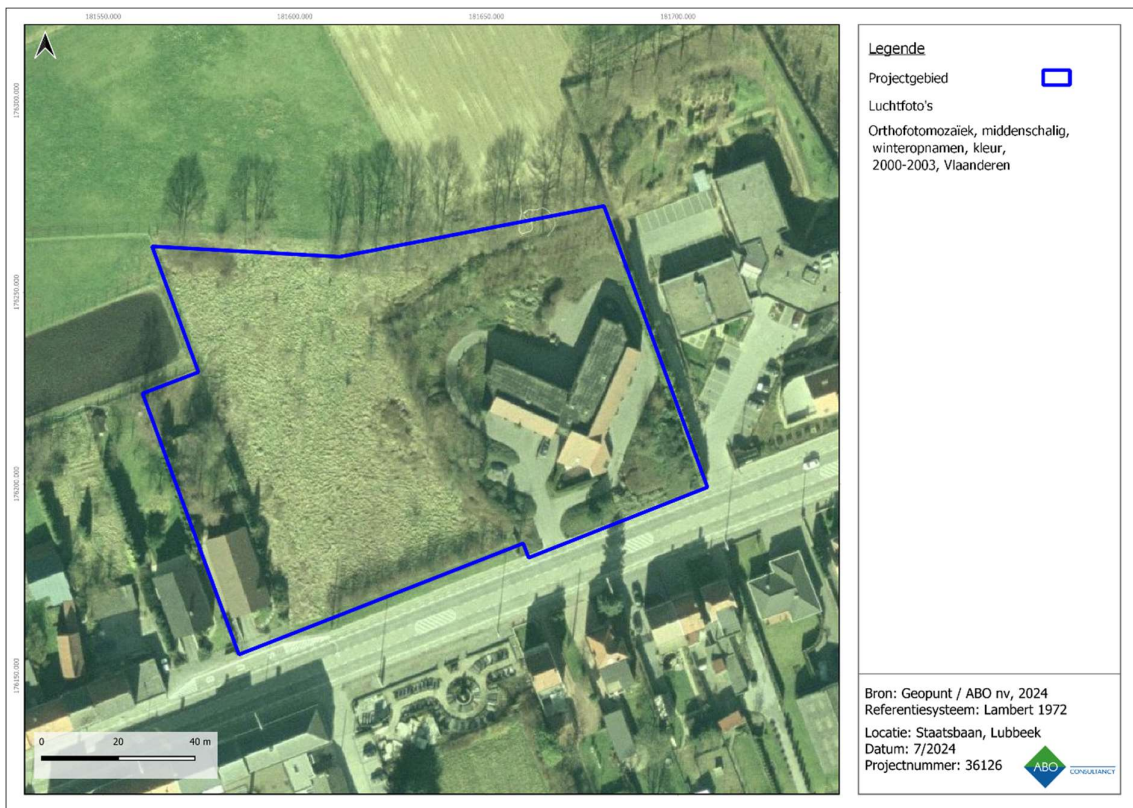 181550.000
181600.000
181650.000
181700.000
176300.000
176250.000
176200.000
176150.000
0 20 40 m
Legende
Projectgebied
Luchtfoto's
Orthofotomozaïek, middenschalig,
winteropnamen, kleur,
2000-2003, Vlaanderen
Bron: Geopunt / ABO nv, 2024
Referentiesysteem: Lambert 1972
Locatie: Staatsbaan, Lubbeek
Datum: 7/2024
Projectnummer: 36126
ABO CONSULTANCY